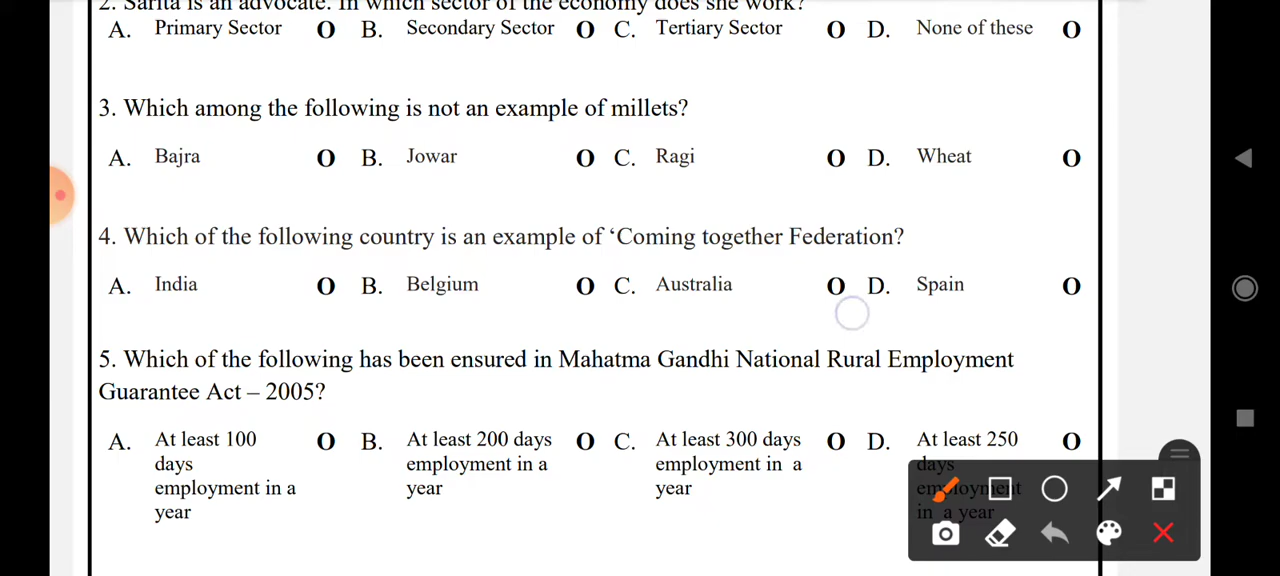 2. Sarita is an advocate. In which sector of the economy does she work?
A. Primary Sector O B. Secondary Sector O C. Tertiary Sector O D. None of these O
3. Which among the following is not an example of millets?
A. Bajra O B. Jowar O C. Ragi O D. Wheat O
4. Which of the following country is an example of ‘Coming together Federation?
A. India O B. Belgium O C. Australia O D. Spain O
5. Which of the following has been ensured in Mahatma Gandhi National Rural Employment
Guarantee Act – 2005?
A. At least 100 O B. At least 200 days O C. At least 300 days O D. At least 250 O
days employment in a employment in a days
employment in a year year employment
year in a year